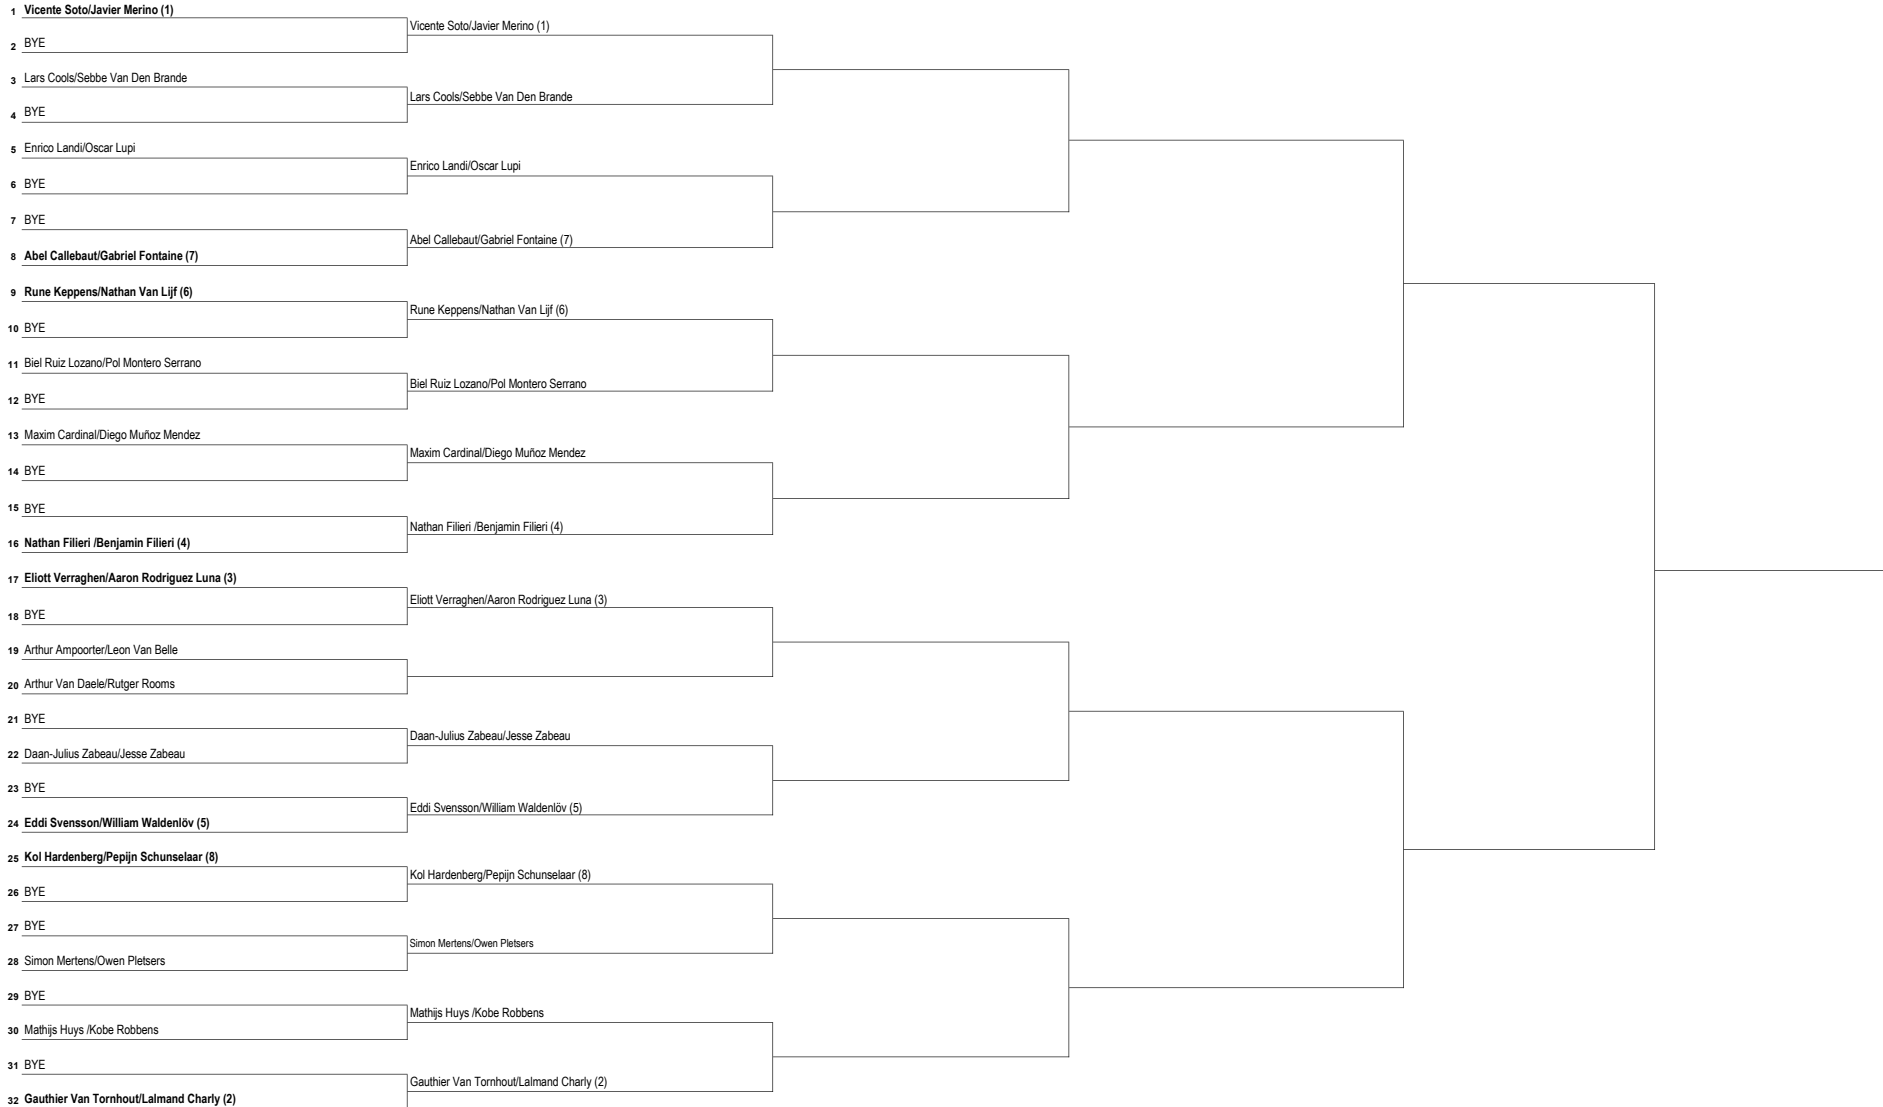 1 Vicente Soto/Javier Merino (1)
Vicente Soto/Javier Merino (1)
2 BYE
3 Lars Cools/Sebbe Van Den Brande
Lars Cools/Sebbe Van Den Brande
4 BYE
5 Enrico Landi/Oscar Lupi
Enrico Landi/Oscar Lupi
6 BYE
7 BYE
Abel Callebaut/Gabriel Fontaine (7)
8 Abel Callebaut/Gabriel Fontaine (7)
9 Rune Keppens/Nathan Van Lijf (6)
Rune Keppens/Nathan Van Lijf (6)
10 BYE
11 Biel Ruiz Lozano/Pol Montero Serrano
Biel Ruiz Lozano/Pol Montero Serrano
12 BYE
13 Maxim Cardinal/Diego Muñoz Mendez
Maxim Cardinal/Diego Muñoz Mendez
14 BYE
15 BYE
Nathan Filieri /Benjamin Filieri (4)
16 Nathan Filieri /Benjamin Filieri (4)
17 Eliott Verraghen/Aaron Rodriguez Luna (3)
Eliott Verraghen/Aaron Rodriguez Luna (3)
18 BYE
19 Arthur Ampoorter/Leon Van Belle
20 Arthur Van Daele/Rutger Rooms
21 BYE
Daan-Julius Zabeau/Jesse Zabeau
22 Daan-Julius Zabeau/Jesse Zabeau
23 BYE
Eddi Svensson/William Waldenlöv (5)
24 Eddi Svensson/William Waldenlöv (5)
25 Kol Hardenberg/Pepijn Schunselaar (8)
Kol Hardenberg/Pepijn Schunselaar (8)
26 BYE
27 BYE
Simon Mertens/Owen Pletsers
28 Simon Mertens/Owen Pletsers
29 BYE
Mathijs Huys /Kobe Robbens
30 Mathijs Huys /Kobe Robbens
31 BYE
Gauthier Van Tornhout/Lalmand Charly (2)
32 Gauthier Van Tornhout/Lalmand Charly (2)